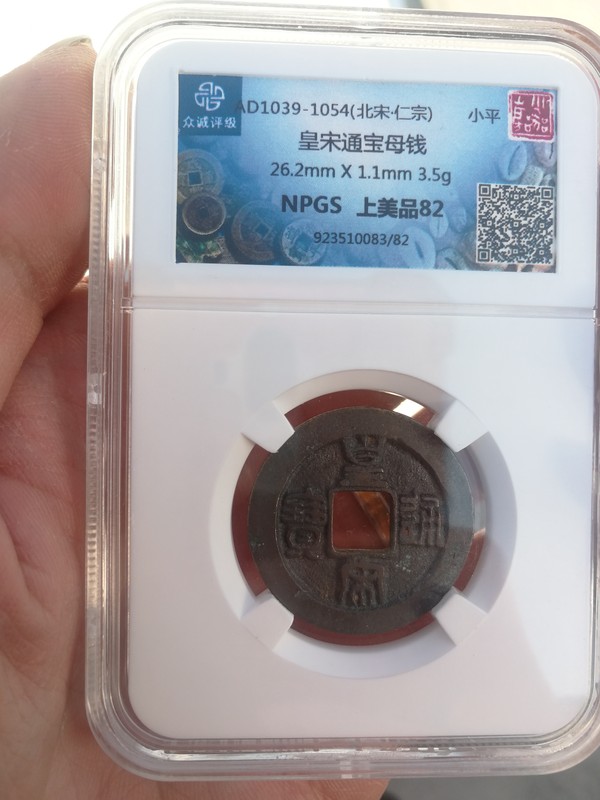 众诚评级
AD1039-1054(北宋·仁宗) 小平
皇宋通宝母钱
26.2mm X 1.1mm 3.5g
NPGS 上美品82
923510083/82
皇
寶 通
宋